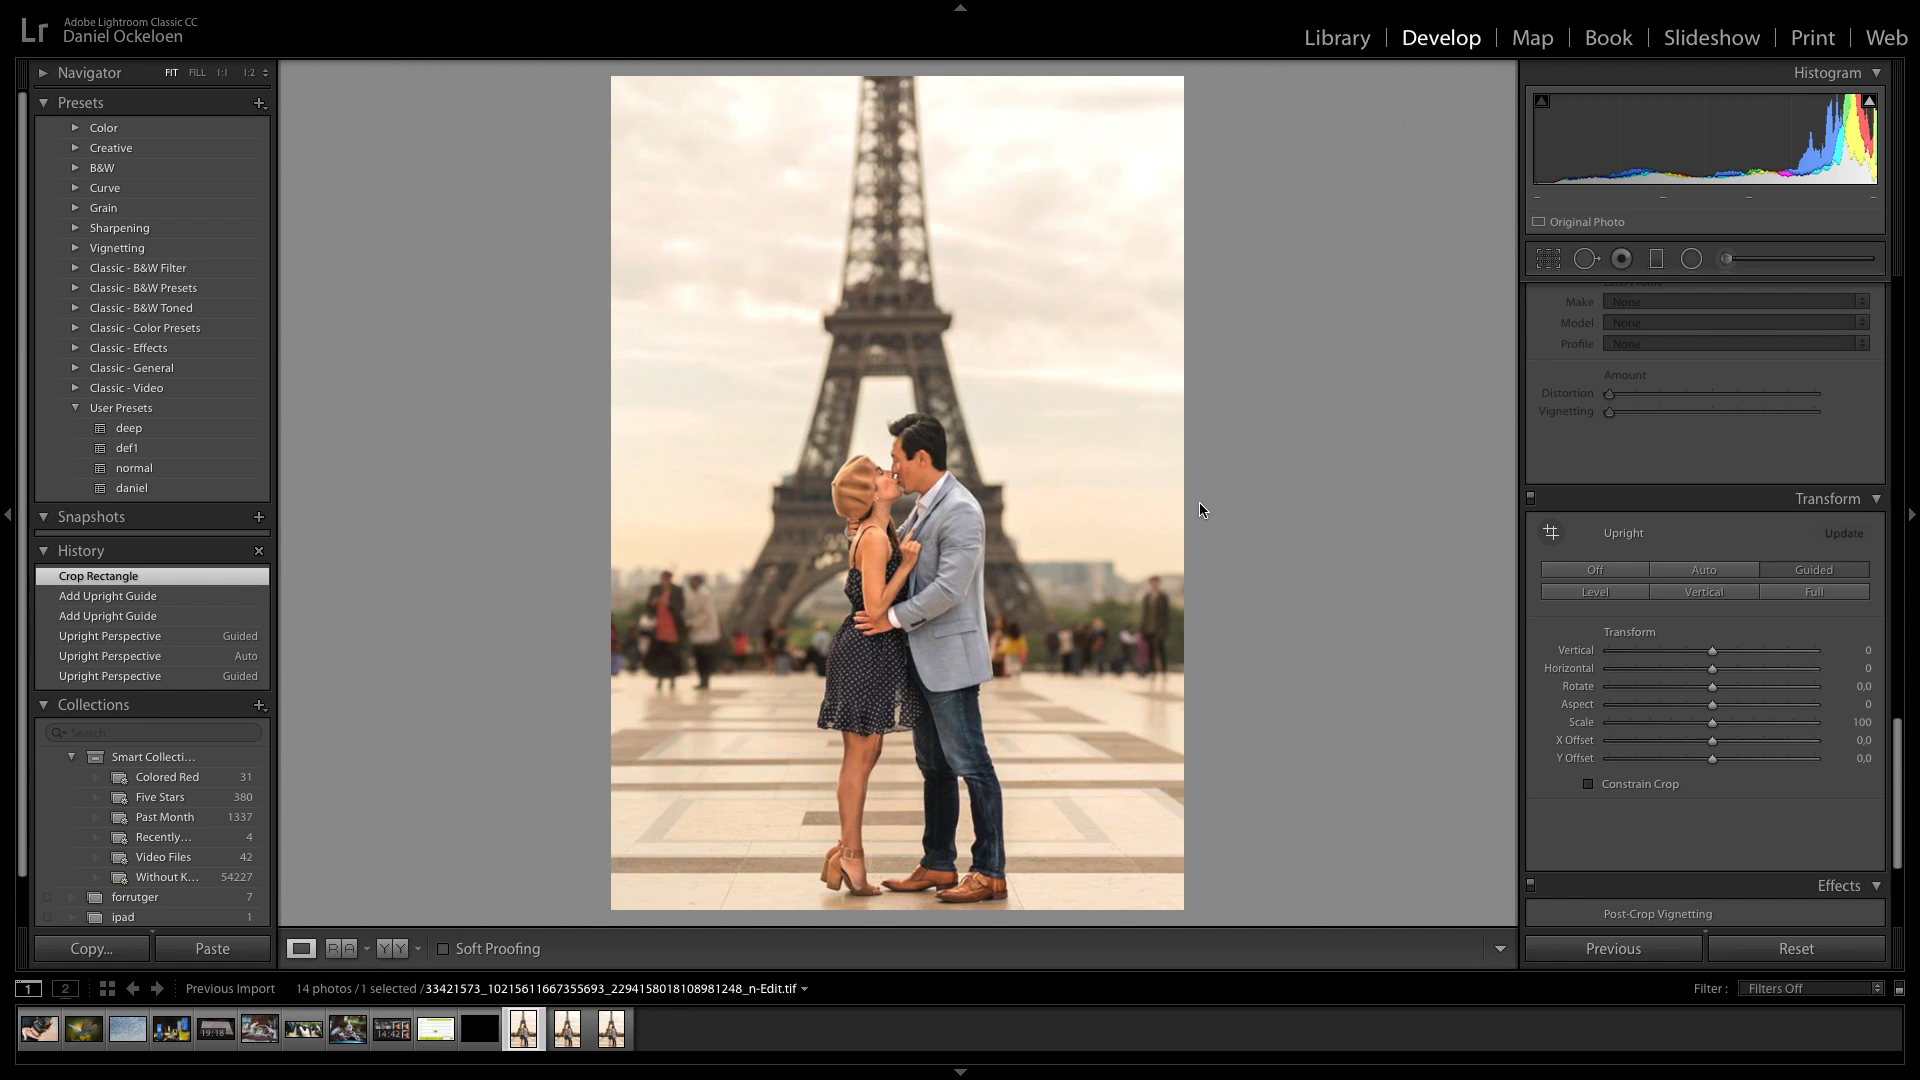 Lr
Adobe Lightroom Classic CC
Daniel Ockeloen
Library | Develop | Map | Book | Slideshow | Print | Web
Navigator FIT FILL 1:1 1:2
Presets
Color
Creative
B&W
Curve
Grain
Sharpening
Vignetting
Classic - B&W Filter
Classic - B&W Presets
Classic - B&W Toned
Classic - Color Presets
Classic - Effects
Classic - General
Classic - Video
User Presets
deep
def1
normal
daniel
Snapshots
History
Crop Rectangle
Add Upright Guide
Add Upright Guide
Upright Perspective Guided
Upright Perspective Auto
Upright Perspective Guided
Collections
Search
Smart Collecti...
Colored Red 31
Five Stars 380
Past Month 1337
Recently... 4
Video Files 42
Without K... 54227
forrutger 7
ipad 1
Copy... Paste
R A Y Y Soft Proofing
Histogram
Original Photo
Lens Profile
Make None
Model None
Profile None
Amount
Distortion
Vignetting
Transform
Upright Update
Off Auto Guided
Level Vertical Full
Transform
Vertical 0
Horizontal 0
Rotate 0,0
Aspect 0
Scale 100
X Offset 0,0
Y Offset 0,0
Constrain Crop
Effects
Post-Crop Vignetting
Previous Reset
1 2 Previous Import 14 photos / 1 selected / 33421573_10215611667355693_2294158018108981248_n-Edit.tif
Filter : Filters Off
19:18
14:42